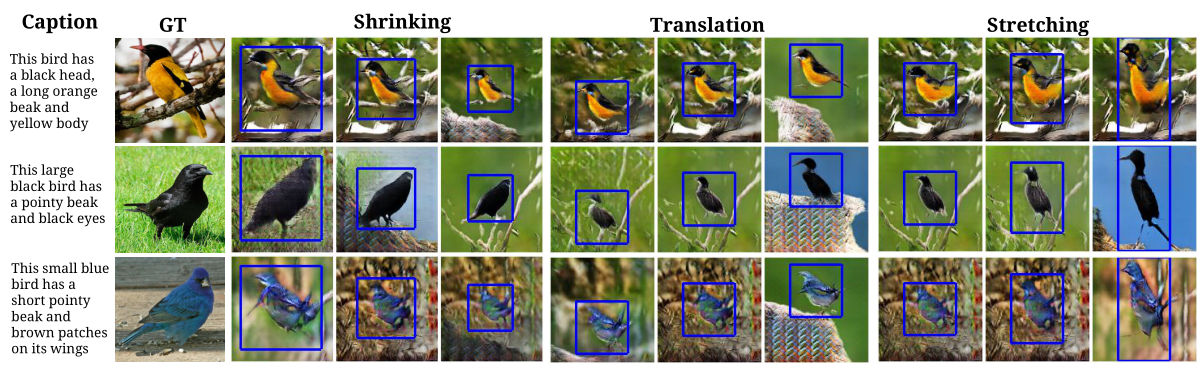 Caption GT Shrinking Translation Stretching
This bird has
a black head,
a long orange
beak and
yellow body
This large
black bird has
a pointy beak
and black eyes
This small blue
bird has a
short pointy
beak and
brown patches
on its wings